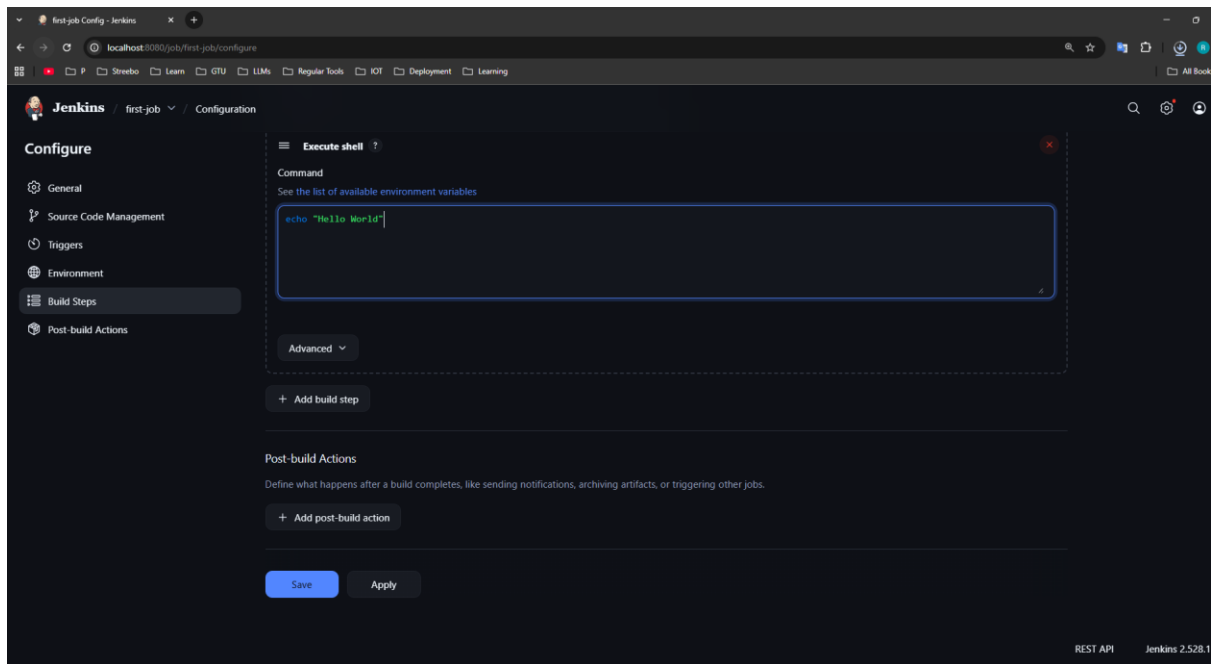 first-job Config - Jenkins
localhost:8080/job/first-job/configure
P Streebo Learn GTU LLMs Regular Tools IOT Deployment Learning All Book
Jenkins / first-job / Configuration
Configure
General
Source Code Management
Triggers
Environment
Build Steps
Post-build Actions
Execute shell ?
Command
See the list of available environment variables
echo "Hello World"
Advanced
+ Add build step
Post-build Actions
Define what happens after a build completes, like sending notifications, archiving artifacts, or triggering other jobs.
+ Add post-build action
Save Apply
REST API Jenkins 2.528.1